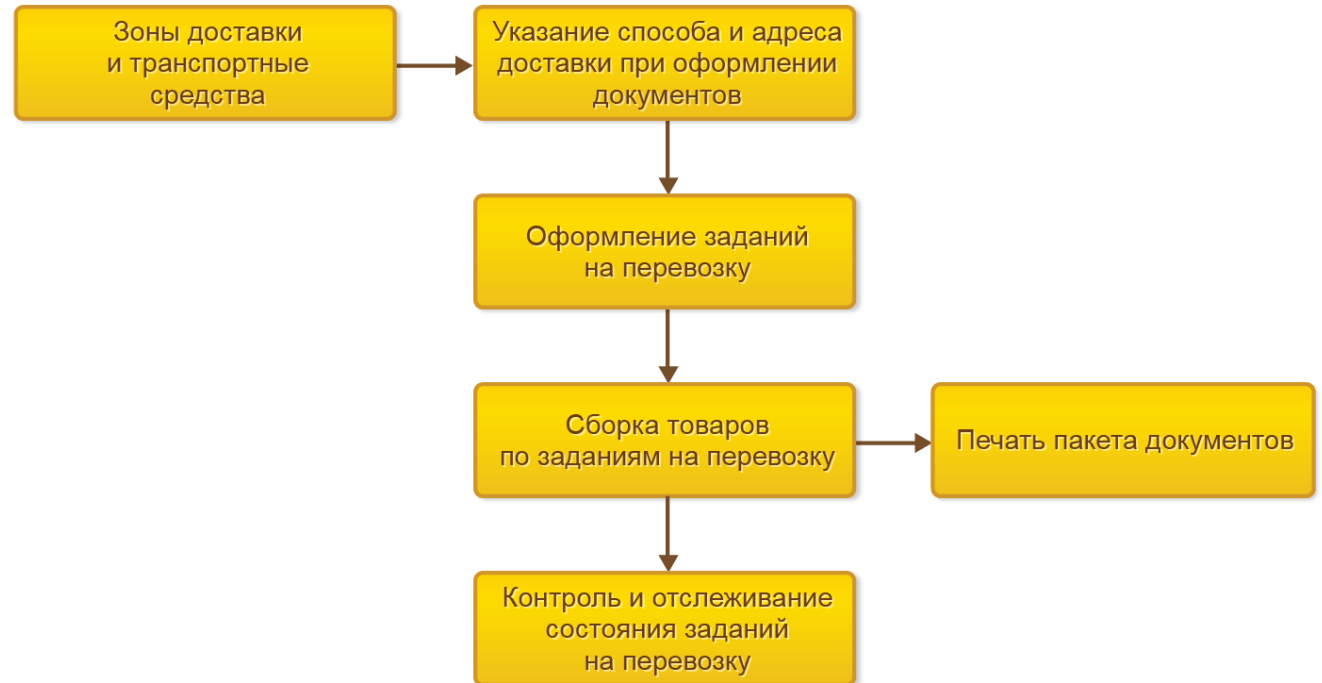 Зоны доставки
и транспортные
средства
Указание способа и адреса
доставки при оформлении
документов
Оформление заданий
на перевозку
Сборка товаров
по заданиям на перевозку
Печать пакета документов
Контроль и отслеживание
состояния заданий
на перевозку